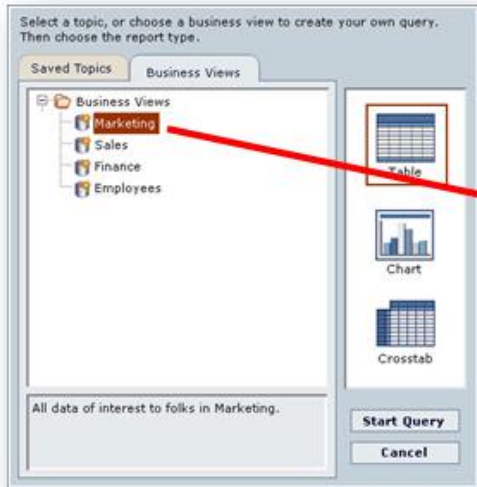 Select a topic, or choose a business view to create your own query.
Then choose the report type.
Saved Topics
Business Views
Business Views
Marketing
Sales
Finance
Employees
Table
Chart
Crosstab
All data of interest to folks in Marketing.
Start Query
Cancel